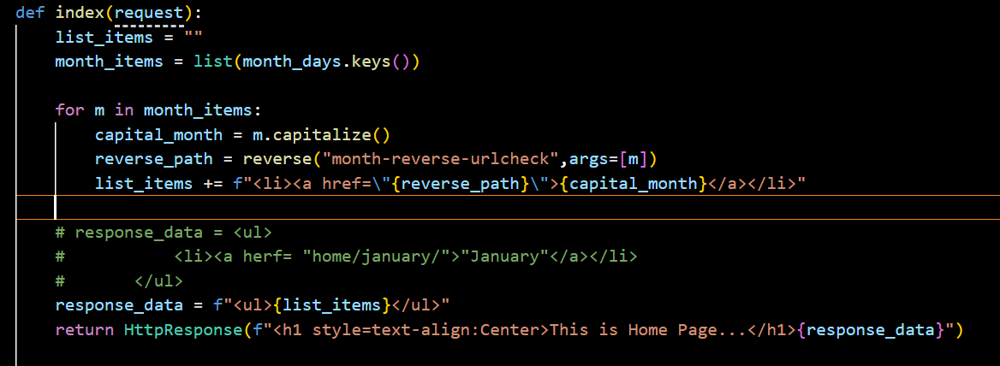 def index(request):
    list_items = ""
    month_items = list(month_days.keys())

    for m in month_items:
        capital_month = m.capitalize()
        reverse_path = reverse("month-reverse-urlcheck",args=[m])
        list_items += f"<li><a href=\"{reverse_path}\">{capital_month}</a></li>"

    # response_data = <ul>
    #           <li><a herf= "home/january/">"January"</a></li>
    #       </ul>
    response_data = f"<ul>{list_items}</ul>"
    return HttpResponse(f"<h1 style=text-align:Center>This is Home Page...</h1>{response_data}")